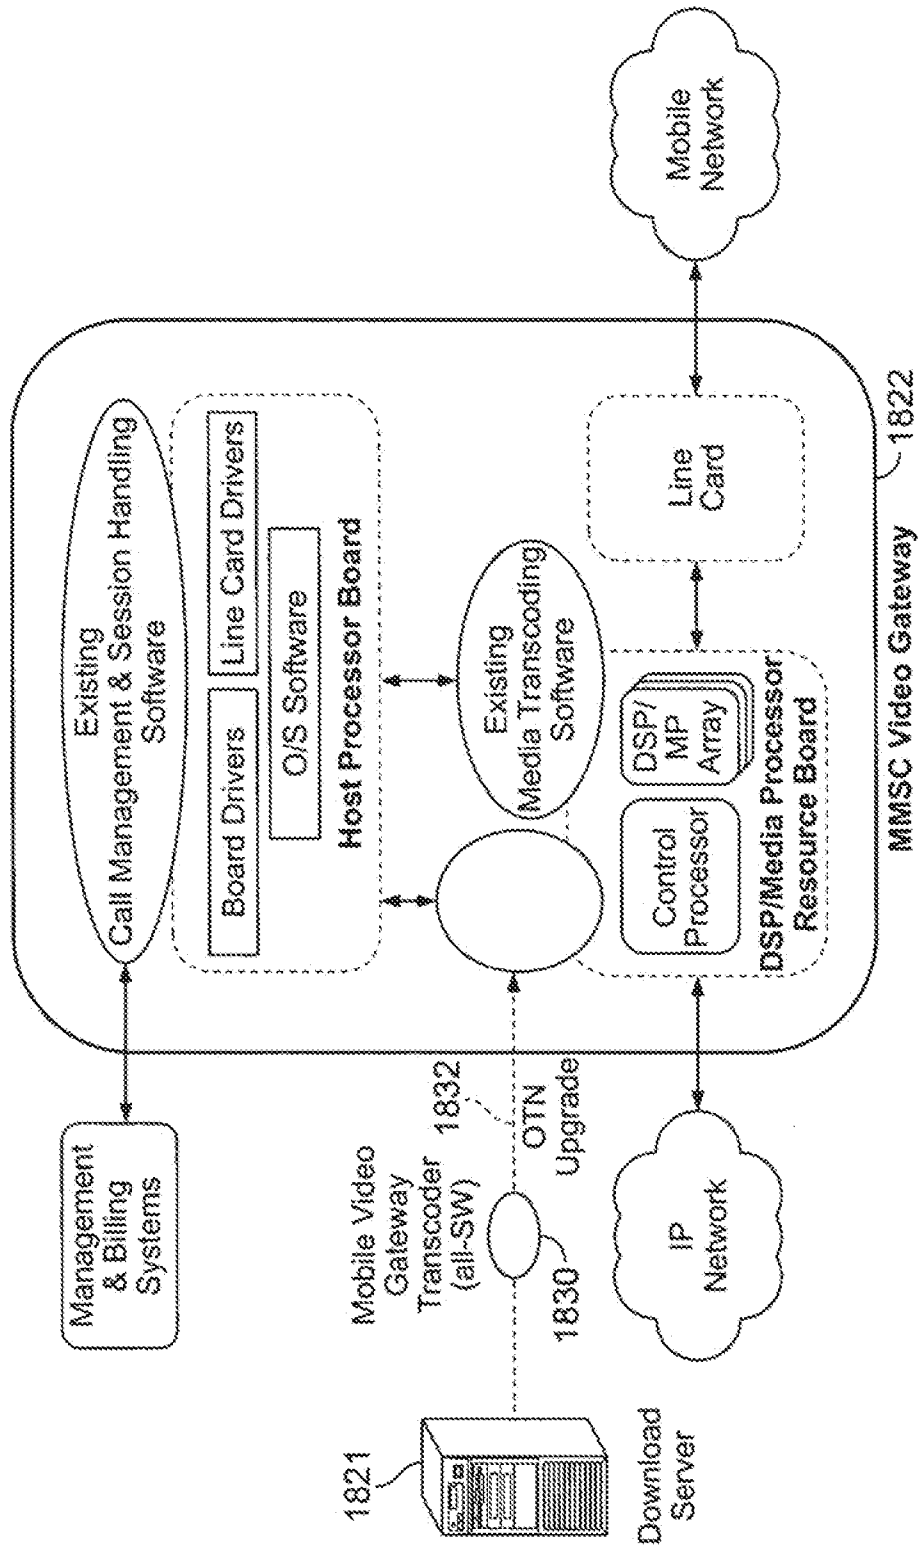 Management
& Billing
Systems
Existing
Call Management & Session Handling
Software
Board Drivers
Line Card Drivers
O/S Software
Host Processor Board
1821
Download
Server
Mobile Video
Gateway
Transcoder
(all-SW)
1830
1832
OTN
Upgrade
Existing
Media Transcoding
Software
IP
Network
Control
Processor
DSP/
MP
Array
DSP/Media Processor
Resource Board
Line
Card
Mobile
Network
MMSC Video Gateway
1822